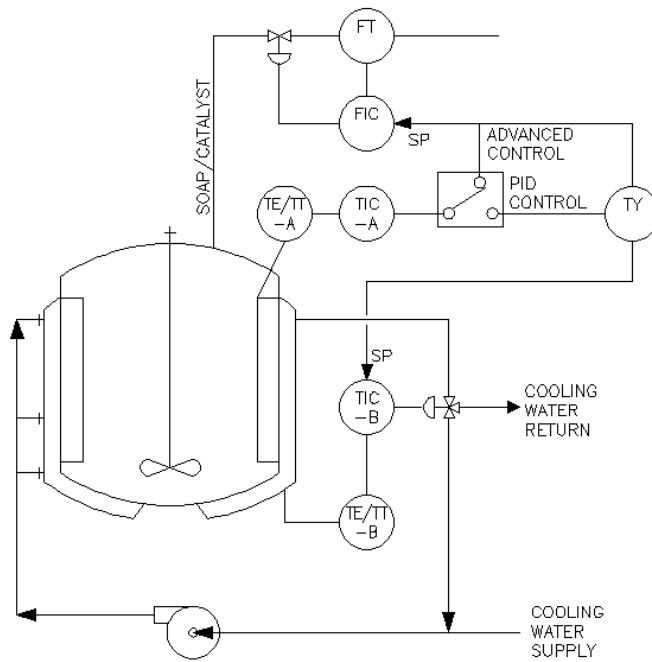 FT
SOAP/CATALYST
FIC
SP
ADVANCED
CONTROL
PID
CONTROL
TE/TT
-A
TIC
-A
TY
SP
TIC
-B
COOLING
WATER
RETURN
TE/TT
-B
COOLING
WATER
SUPPLY